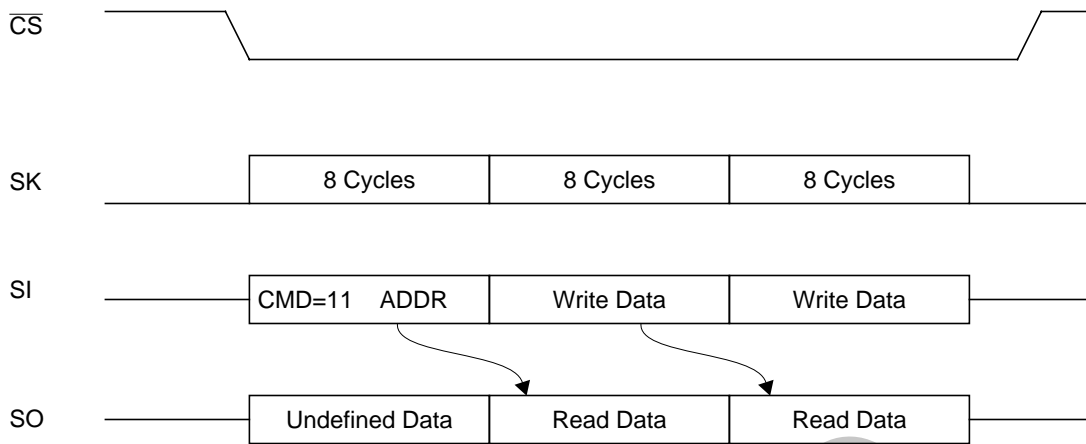 C̅S̅
SK 8 Cycles 8 Cycles 8 Cycles
SI CMD=11 ADDR Write Data Write Data
SO Undefined Data Read Data Read Data